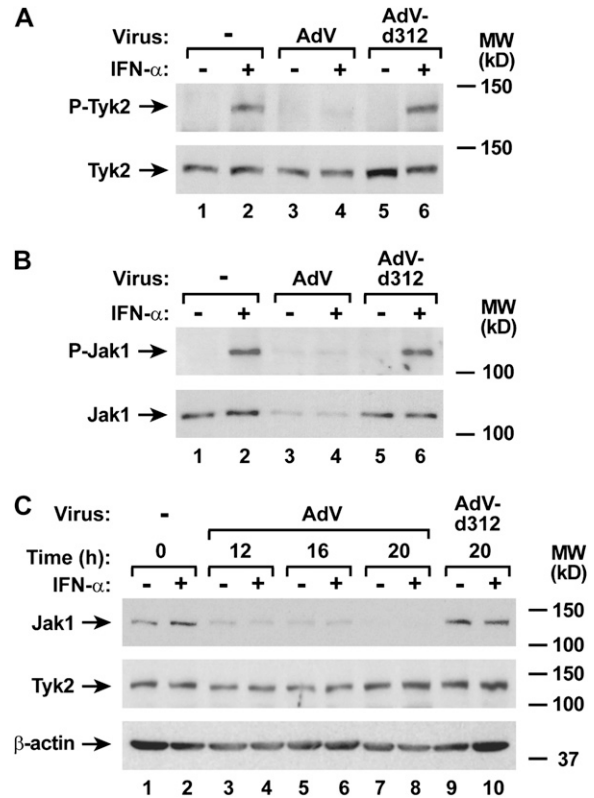 A
Virus: - AdV AdV-d312 MW (kD)
IFN-α: - + - + - +
P-Tyk2 150
Tyk2 150
1 2 3 4 5 6
B
Virus: - AdV AdV-d312 MW (kD)
IFN-α: - + - + - +
P-Jak1 100
Jak1 100
1 2 3 4 5 6
C
Virus: - AdV AdV-d312
Time (h): 0 12 16 20 20 MW (kD)
IFN-α: - + - + - + - + - +
Jak1 150
100
Tyk2 150
100
β-actin 37
1 2 3 4 5 6 7 8 9 10